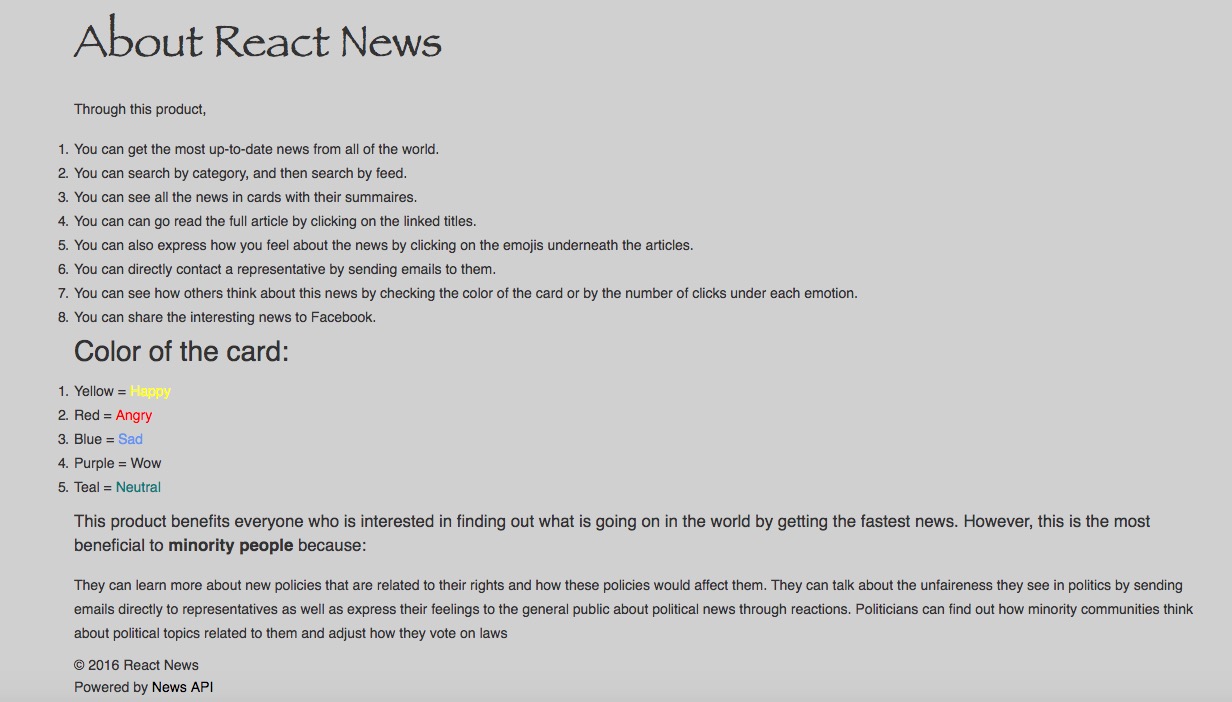 About React News
Through this product,
1. You can get the most up-to-date news from all of the world.
2. You can search by category, and then search by feed.
3. You can see all the news in cards with their summaires.
4. You can can go read the full article by clicking on the linked titles.
5. You can also express how you feel about the news by clicking on the emojis underneath the articles.
6. You can directly contact a representative by sending emails to them.
7. You can see how others think about this news by checking the color of the card or by the number of clicks under each emotion.
8. You can share the interesting news to Facebook.
Color of the card:
1. Yellow = Happy
2. Red = Angry
3. Blue = Sad
4. Purple = Wow
5. Teal = Neutral
This product benefits everyone who is interested in finding out what is going on in the world by getting the fastest news. However, this is the most
beneficial to minority people because:
They can learn more about new policies that are related to their rights and how these policies would affect them. They can talk about the unfaireness they see in politics by sending
emails directly to representatives as well as express their feelings to the general public about political news through reactions. Politicians can find out how minority communities think
about political topics related to them and adjust how they vote on laws
© 2016 React News
Powered by News API